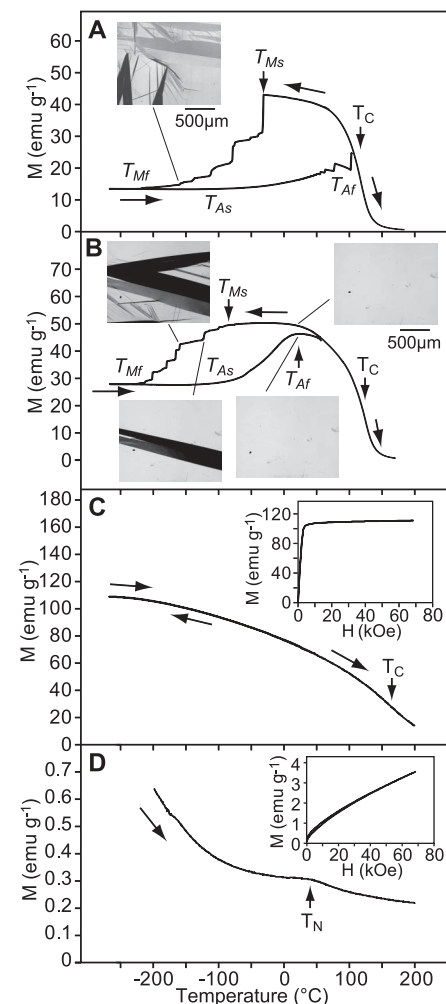 A
M (emu g⁻¹)
60
50
40
30
20
10
0
500µm
T_Ms
T_C
T_Mf
T_As
T_Af
B
M (emu g⁻¹)
70
60
50
40
30
20
10
0
T_Ms
500µm
T_Mf
T_As
T_Af
T_C
C
M (emu g⁻¹)
180
160
140
120
100
80
60
40
20
0
M (emu g⁻¹)
120
80
40
0
0 20 40 60 80
H (kOe)
T_C
D
M (emu g⁻¹)
0.7
0.6
0.5
0.4
0.3
0.2
0.1
M (emu g⁻¹)
4
3
2
1
0
0 20 40 60 80
H (kOe)
T_N
-200 -100 0 100 200
Temperature (°C)